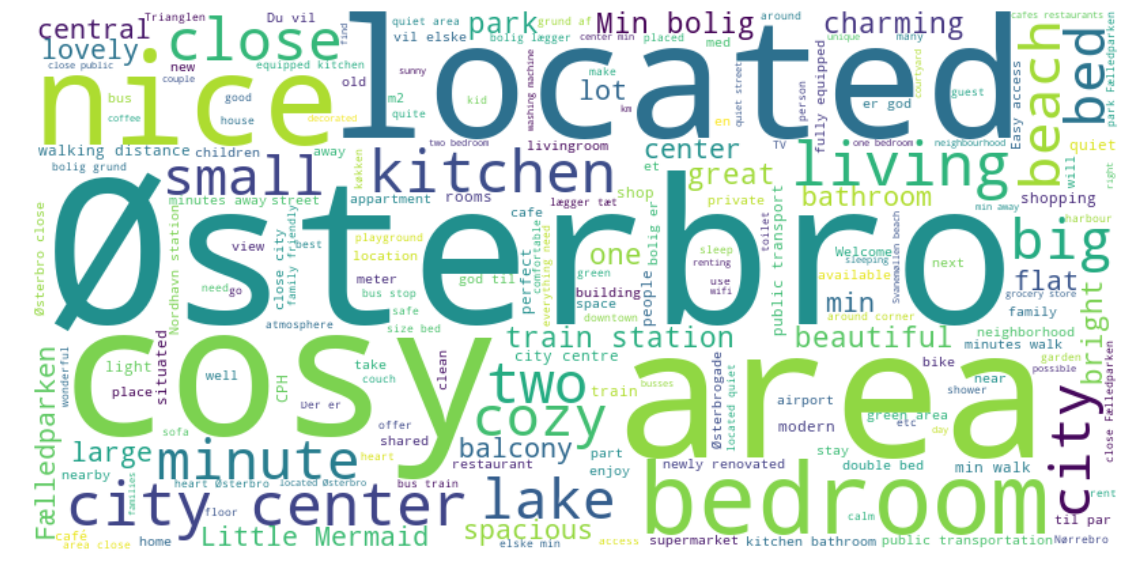 central
Trianglen
Du vil
quiet area
park
grund af
Min bolig
around
charming
cafes restaurants
lovely
close
find
vil elske
bolig lægger
center min
placed
med
unique
many
close public
new
couple
equipped kitchen
old
sunny
make
km
lot
washing machine
quiet street
person
fully equipped
er god
courtyard
guest
Easy access
beach
bed
park Fælledparken
nice
located
bus
good
coffee
house
decorated
m2
quite
kid
two bedroom
en
TV
one bedroom
neighbourhood
quiet
will
right
walking distance
children
away
livingroom
center
living
bolig grund
small
køkken
kitchen
et
great
bathroom
min away
shopping
minutes away
street
appartment
rooms
lægger tæt
shop
private
toilet
public transport
harbour
Østerbro
Østerbro close
Nordhavn station
view
best
close city
family friendly
playground
location
cafe
one
bolig er
sleep
Welcome
sleeping
Svanemøllen beach
next
big
need
go
meter
god til
perfect
comfortable
everything need
green
building
people
renting
use
wifi
available
min
flat
grocery store
atmosphere
bus stop
safe
size bed
space
downtown
around corner
family
cosy
area
train station
beautiful
neighborhood
minutes walk
bright
city centre
wonderful
light
place
situated
well
CPH
take
couch
clean
two
train
busses
Østerbrogade
located quiet
bike
near
shower
garden
possible
city
close Fælledparken
Fælledparken
sofa
Der er
offer
shared
heart
cozy
airport
modern
green area
etc
day
stay
large
minute
balcony
part
enjoy
newly renovated
double bed
min walk
nearby
families
heart Østerbro
located Østerbro
bus train
restaurant
lake
bedroom
calm
rent
til par
city center
floor
café
area close
home
Little Mermaid
spacious
elske min
access
supermarket
kitchen bathroom
public transportation
Nørrebro